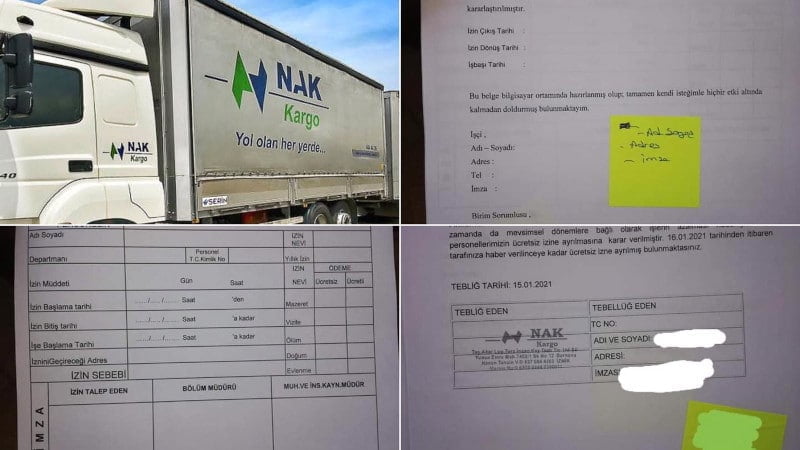 NAK
Kargo
Yol olan her yerde...
NAK
Kargo
SERİN
40
kararlaştırılmıştır.
İzin Çıkış Tarihi :
İzin Dönüş Tarihi :
İşbaşı Tarihi :
Bu belge bilgisayar ortamında hazırlanmış olup; tamamen kendi isteğimle hiçbir etki altında
kalmadan doldurmuş bulunmaktayım.
İşçi ,
Adı – Soyadı:
Adres :
Tel :
İmza :
Birim Sorumlusu ,
- Ad Soyad
- Adres
- imza
Adı Soyadı
İZİN
NEVİ
Departmanı
Personel
T.C.Kimlik No
Yıllık İzin
İzin Müddeti
Gün
Saat
İZİN
NEVİ
ÖDEME
Ücretsiz
Ücretli
İzin Başlama tarihi
....../....../...... Saat 'den
Mazeret
İzin Bitiş tarihi
....../....../...... Saat 'a kadar
Vizite
İşe Başlama Tarihi
....../....../...... Saat 'a kadar
Ölüm
İzniniGeçireceği Adres
Doğum
İZİN SEBEBİ
Evlenme
İZİN TALEP EDEN
BÖLÜM MÜDÜRÜ
MUH.VE İNS.KAYN.MÜDÜR
İ M Z A
zamanda da mevsimsel dönemlere bağlı olarak işlerin
personellerimizin ücretsiz izine ayrılmasına karar verilmiştir. 16.01.2021 tarihinden itibaren
tarafınıza haber verilinceye kadar ücretsiz izne ayrılmış bulunmaktasınız.
TEBLİĞ TARİHİ: 15.01.2021
TEBLİĞ EDEN
TEBELLÜĞ EDEN
TC NO:
ADI VE SOYADI:
ADRESİ:
İMZASI
NAK
Kargo